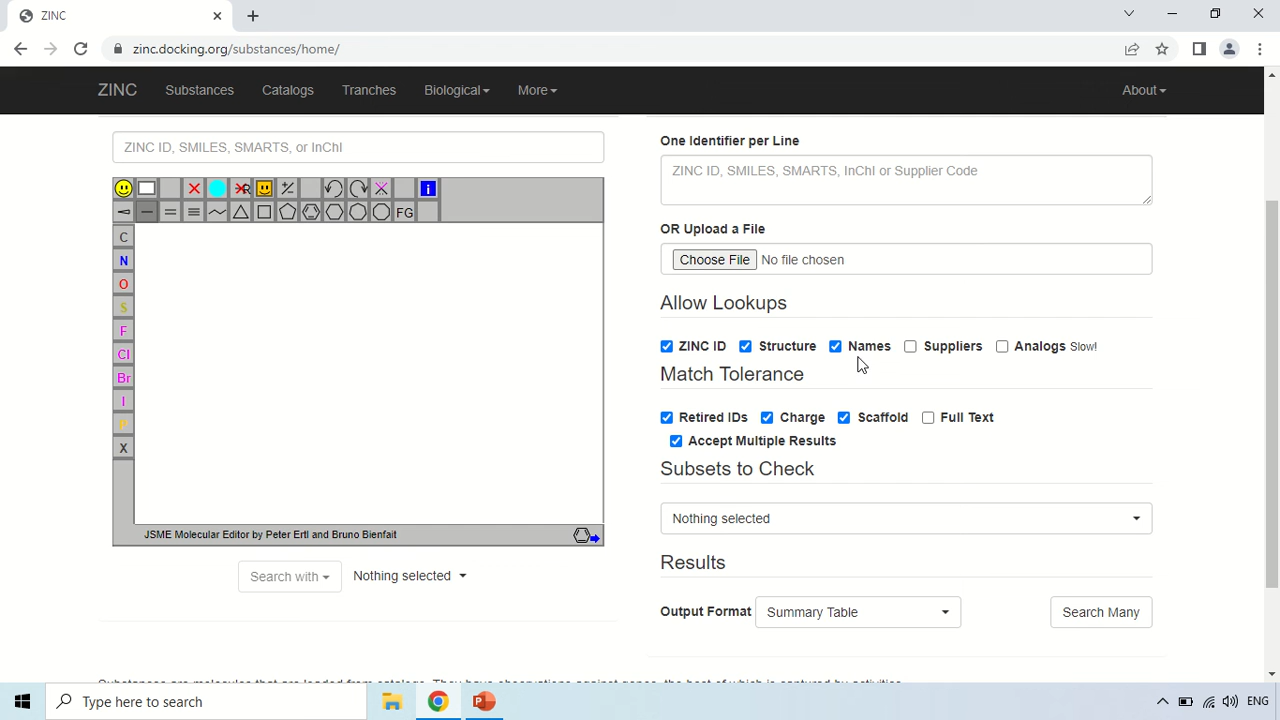 ZINC
zinc.docking.org/substances/home/
ZINC Substances Catalogs Tranches Biological More About
ZINC ID, SMILES, SMARTS, or InChI
FG
C
N
O
S
F
Cl
Br
I
P
X
JSME Molecular Editor by Peter Ertl and Bruno Bienfait
Search with Nothing selected
One Identifier per Line
ZINC ID, SMILES, SMARTS, InChI or Supplier Code
OR Upload a File
Choose File No file chosen
Allow Lookups
ZINC ID Structure Names Suppliers Analogs Slow!
Match Tolerance
Retired IDs Charge Scaffold Full Text
Accept Multiple Results
Subsets to Check
Nothing selected
Results
Output Format Summary Table Search Many
Type here to search
ENG